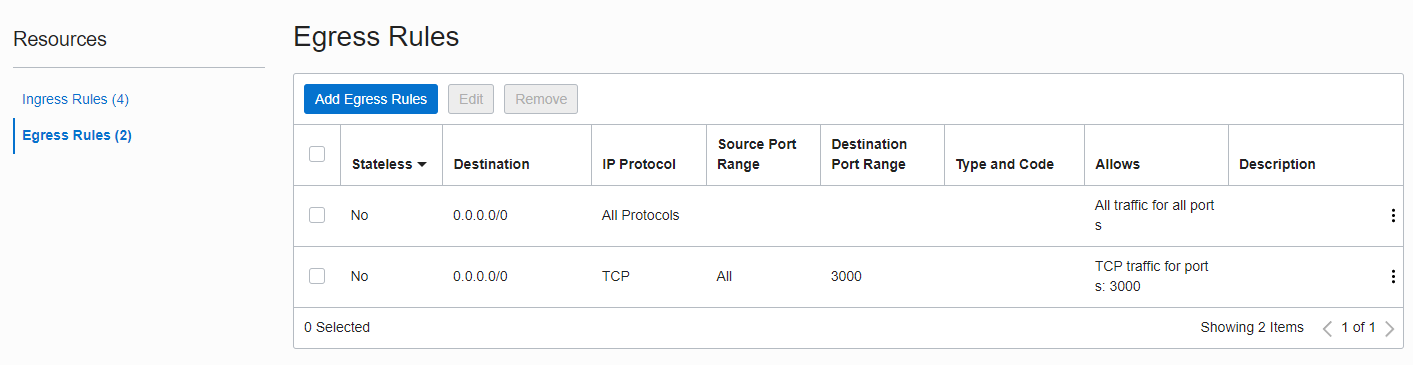 Resources
Ingress Rules (4)
Egress Rules (2)
Egress Rules
Add Egress Rules Edit Remove
Stateless Destination IP Protocol Source Port Range Destination Port Range Type and Code Allows Description
No 0.0.0.0/0 All Protocols All traffic for all port
s
No 0.0.0.0/0 TCP All 3000 TCP traffic for port
s: 3000
0 Selected Showing 2 Items 1 of 1